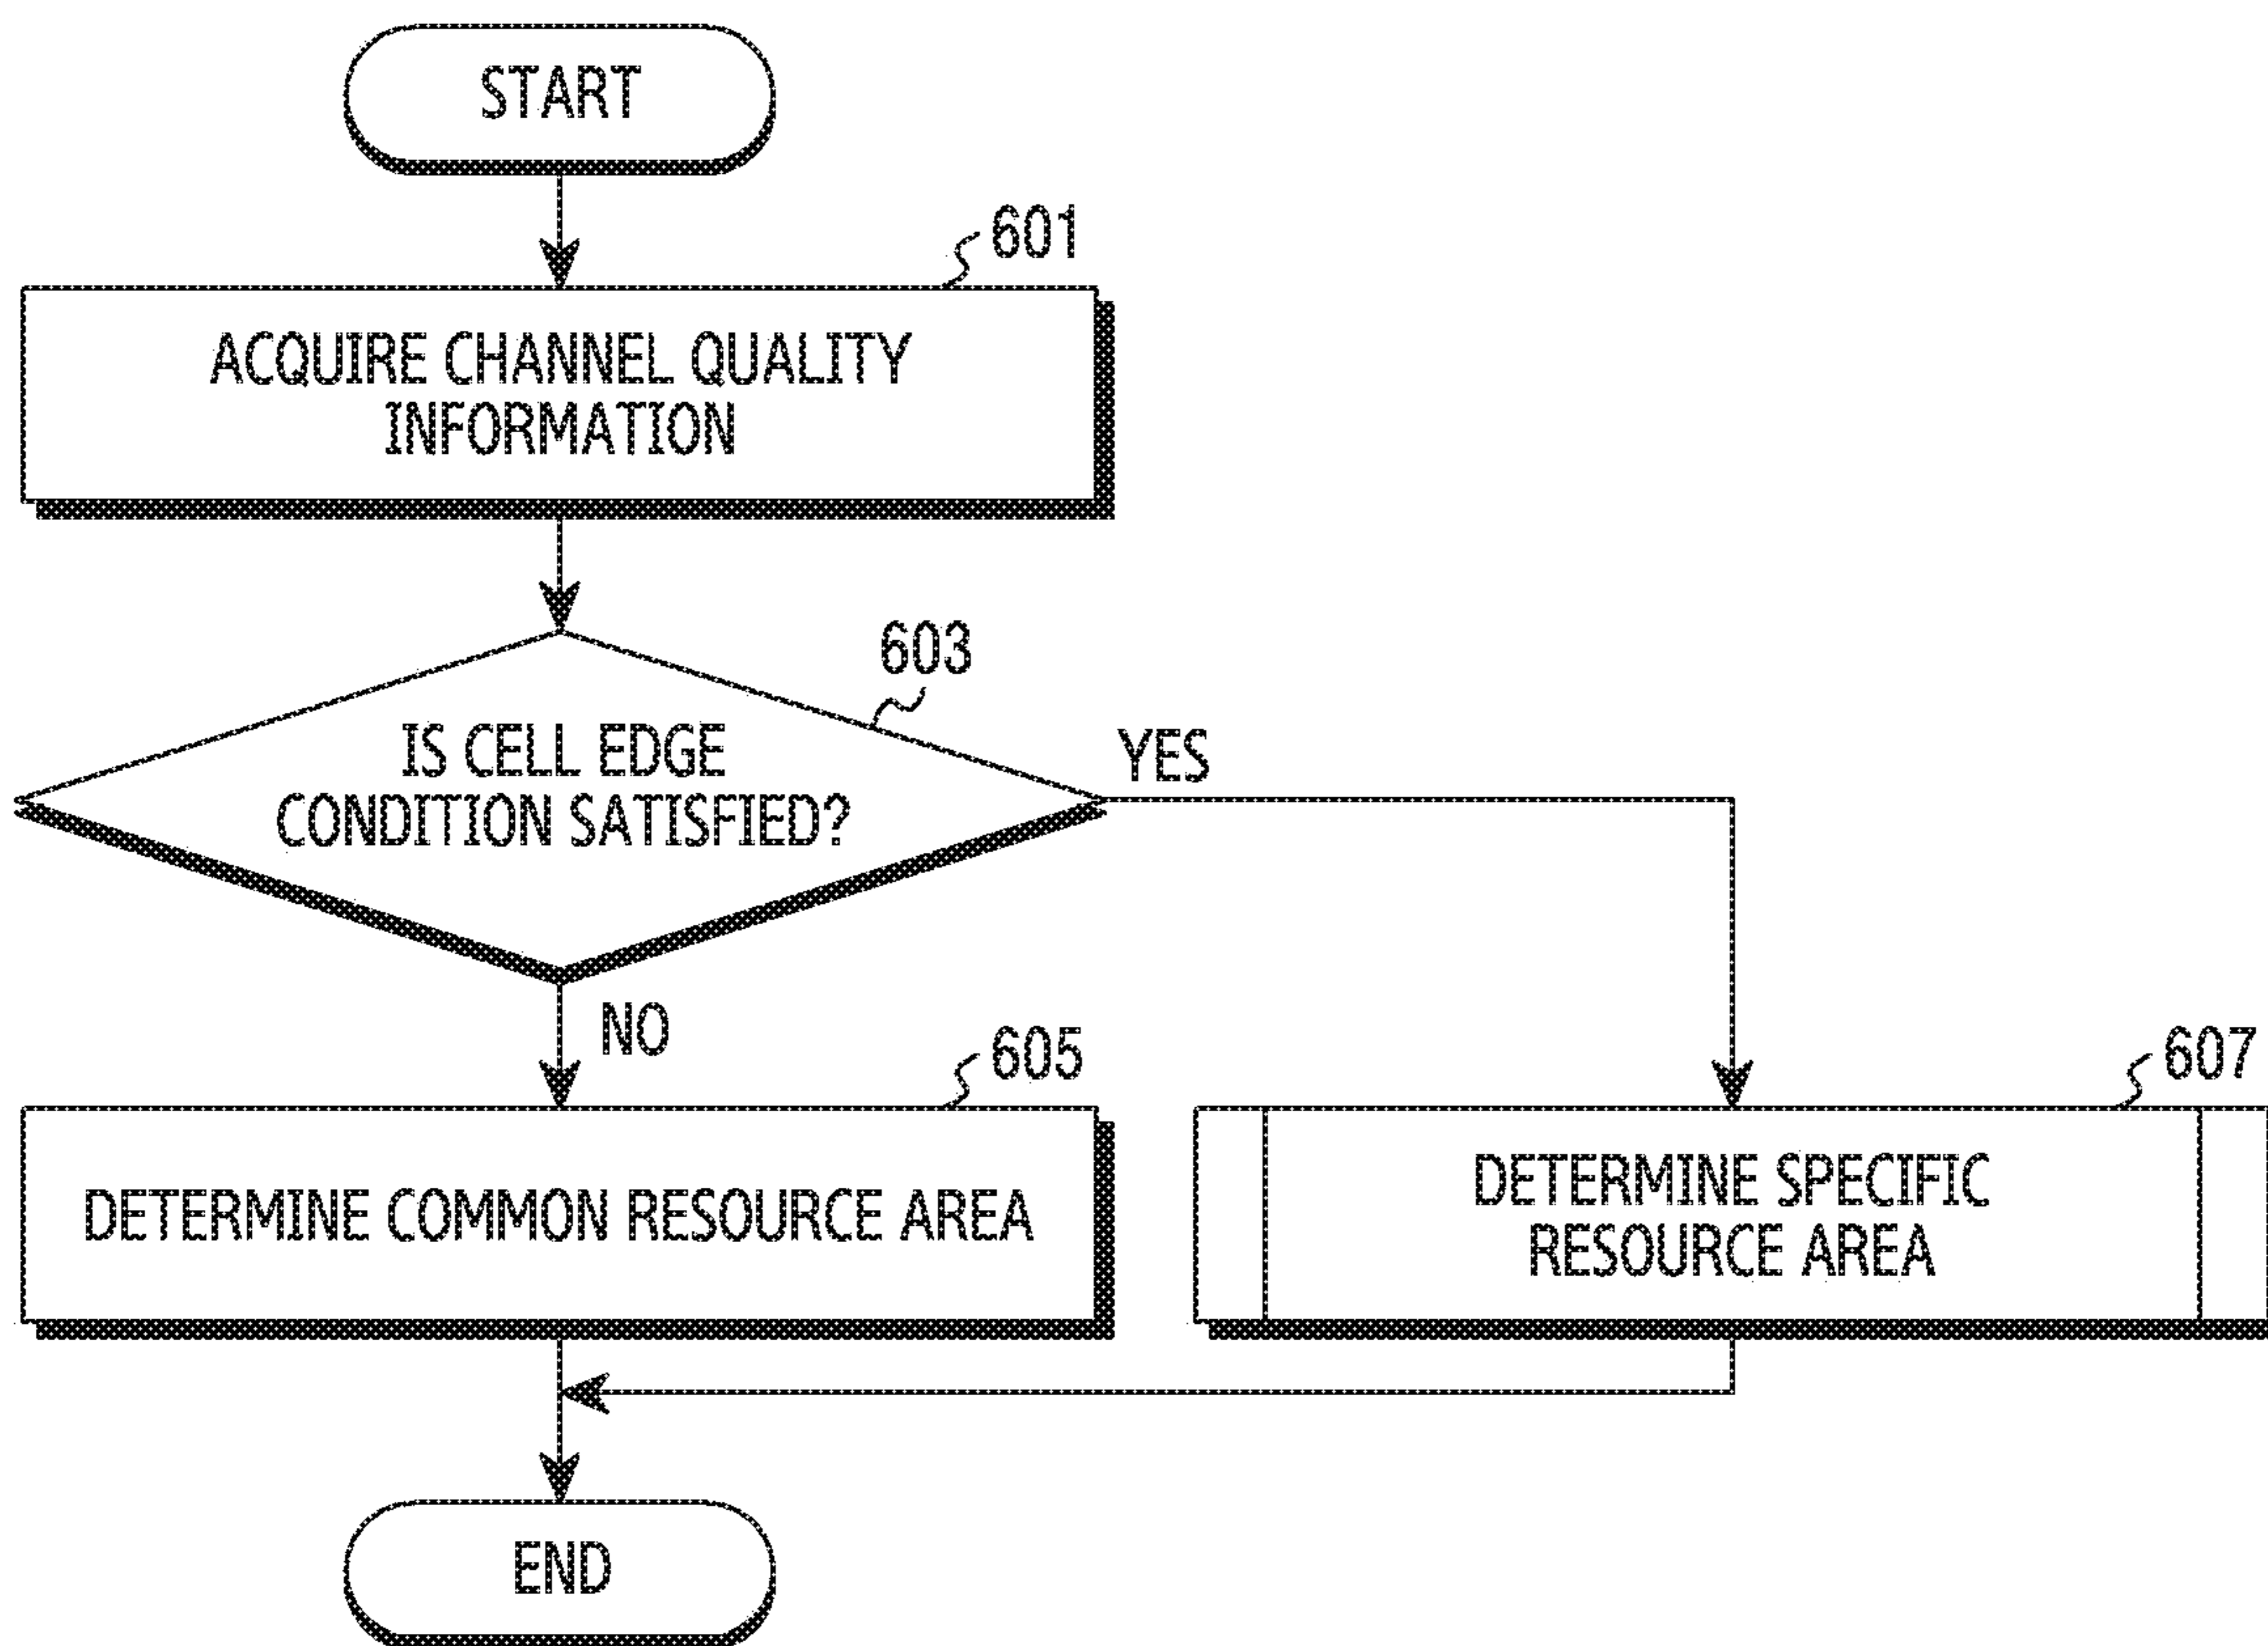 START
601
ACQUIRE CHANNEL QUALITY
INFORMATION
603
IS CELL EDGE
CONDITION SATISFIED?
YES
NO
605
DETERMINE COMMON RESOURCE AREA
607
DETERMINE SPECIFIC
RESOURCE AREA
END